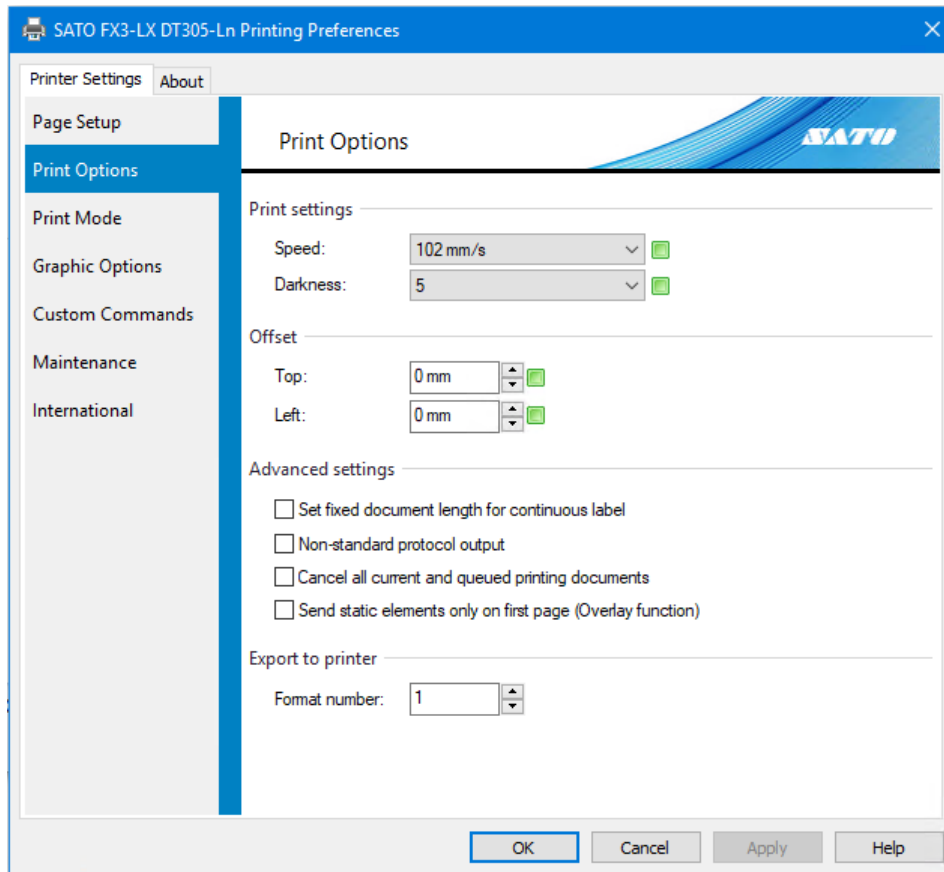 SATO FX3-LX DT305-Ln Printing Preferences
Printer Settings About
Page Setup
Print Options
Print Mode
Graphic Options
Custom Commands
Maintenance
International
Print Options SATO
Print settings
Speed: 102 mm/s
Darkness: 5
Offset
Top: 0 mm
Left: 0 mm
Advanced settings
Set fixed document length for continuous label
Non-standard protocol output
Cancel all current and queued printing documents
Send static elements only on first page (Overlay function)
Export to printer
Format number: 1
OK Cancel Apply Help